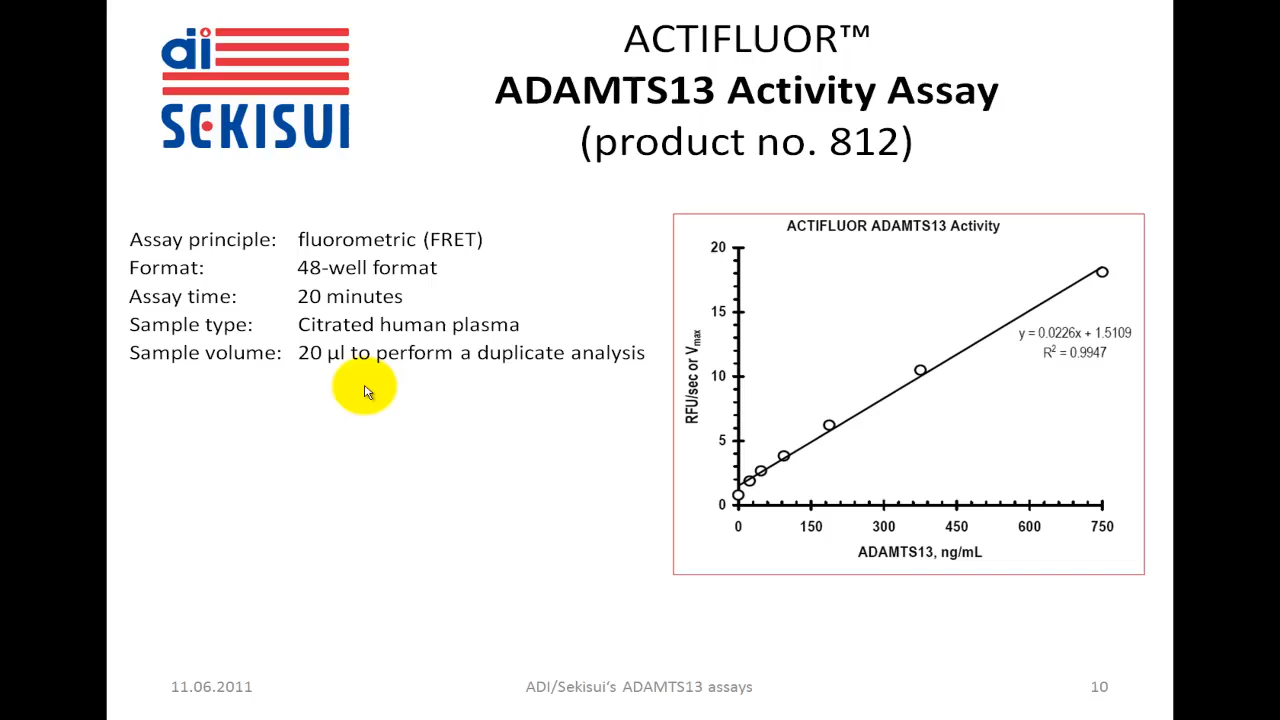 ai
SEKISUI
ACTIFLUOR™
ADAMTS13 Activity Assay
(product no. 812)
Assay principle: fluorometric (FRET)
Format: 48-well format
Assay time: 20 minutes
Sample type: Citrated human plasma
Sample volume: 20 µl to perform a duplicate analysis
ACTIFLUOR ADAMTS13 Activity
20
15
10
5
0
RFU/sec or Vmax
y = 0.0226x + 1.5109
R² = 0.9947
0 150 300 450 600 750
ADAMTS13, ng/mL
11.06.2011 ADI/Sekisui‘s ADAMTS13 assays 10